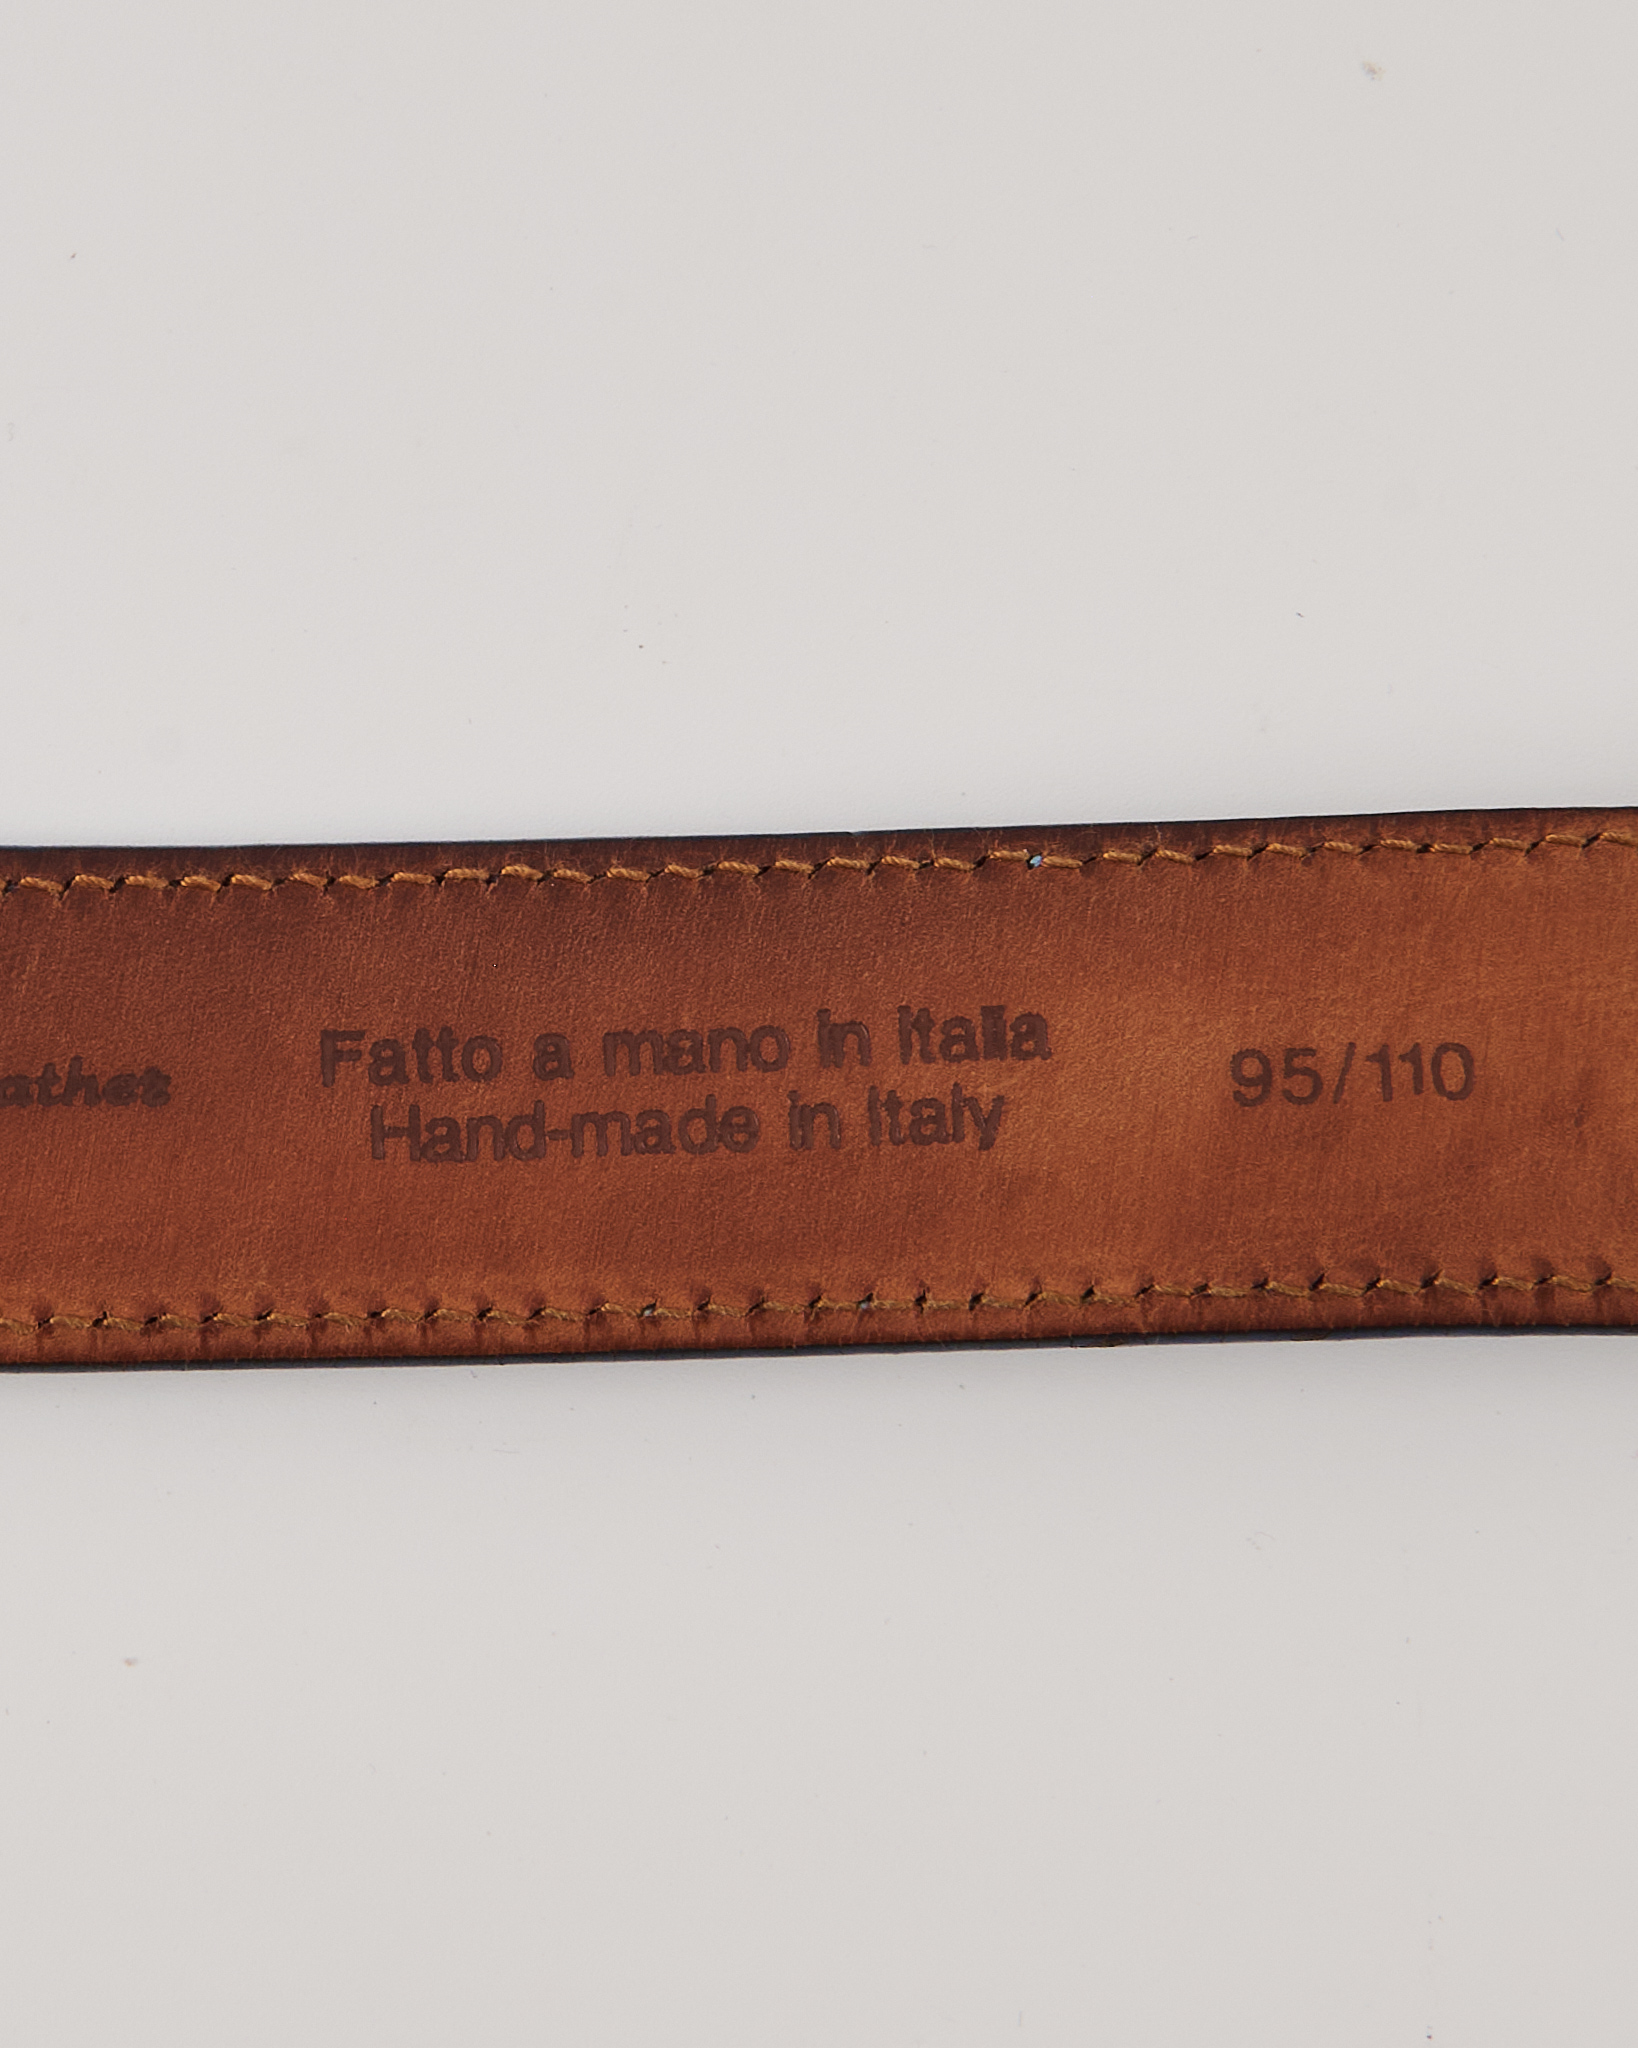 Fatto a mano in Italia
Hand-made in Italy
95/110